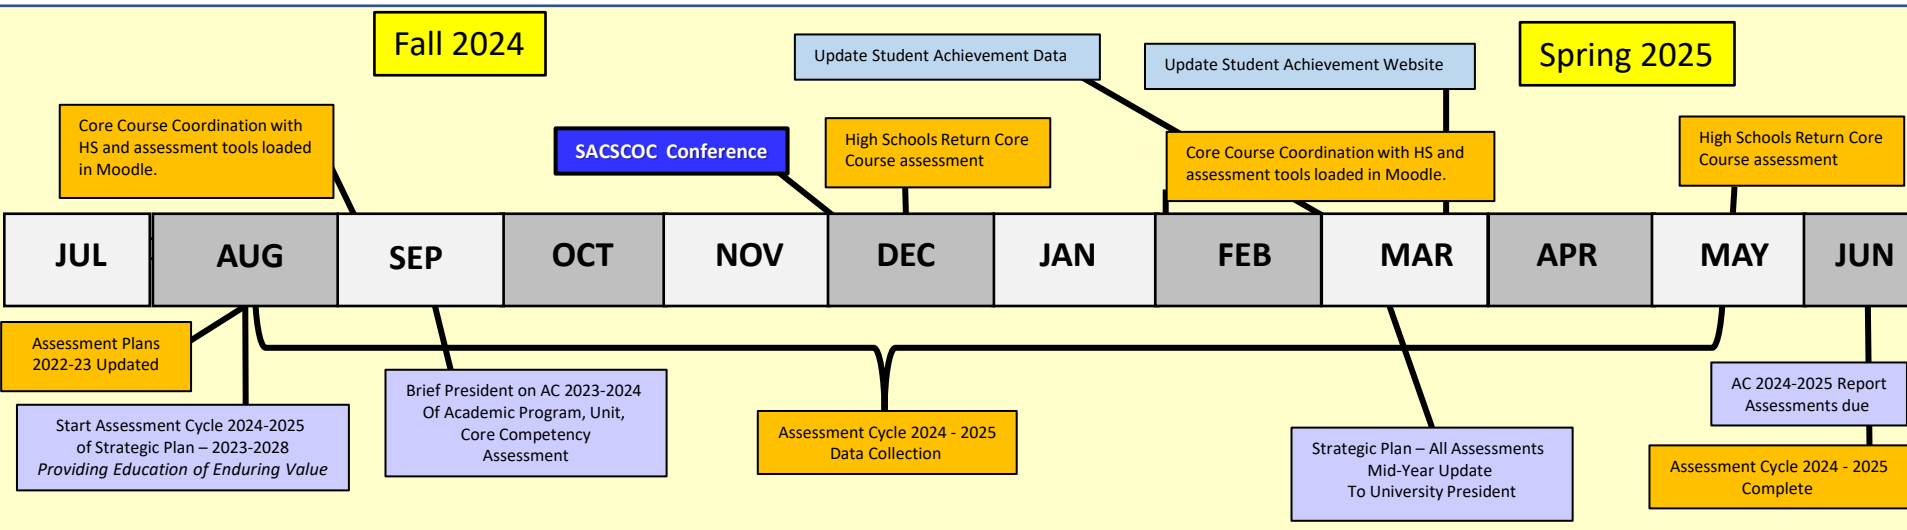 Fall 2024
Spring 2025
Update Student Achievement Data
Update Student Achievement Website
Core Course Coordination with
HS and assessment tools loaded
in Moodle.
SACSCOC Conference
High Schools Return Core
Course assessment
Core Course Coordination with HS and
assessment tools loaded in Moodle.
High Schools Return Core
Course assessment
JUL
AUG
SEP
OCT
NOV
DEC
JAN
FEB
MAR
APR
MAY
JUN
Assessment Plans
2022-23 Updated
Start Assessment Cycle 2024-2025
of Strategic Plan – 2023-2028
Providing Education of Enduring Value
Brief President on AC 2023-2024
Of Academic Program, Unit,
Core Competency
Assessment
Assessment Cycle 2024 - 2025
Data Collection
Strategic Plan – All Assessments
Mid-Year Update
To University President
AC 2024-2025 Report
Assessments due
Assessment Cycle 2024 - 2025
Complete